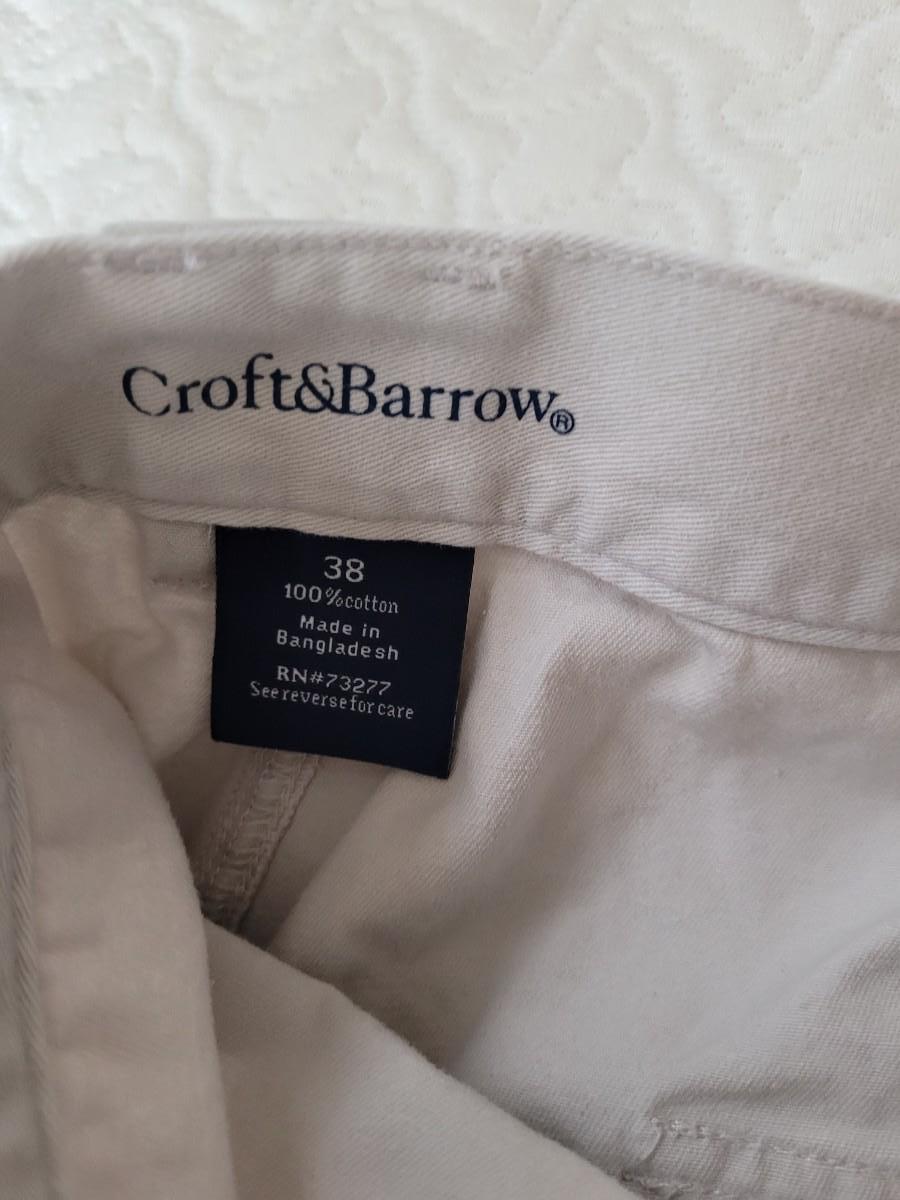 Croft&Barrow®
38
100%cotton
Made in
Bangladesh
RN#73277
See reverse for care